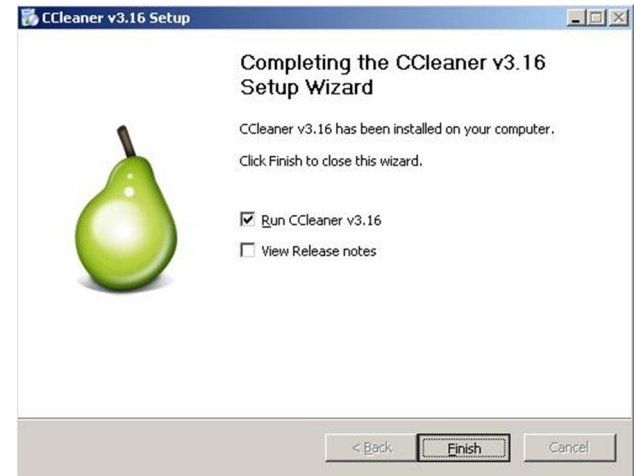 CCleaner v3.16 Setup
Completing the CCleaner v3.16
Setup Wizard
CCleaner v3.16 has been installed on your computer.
Click Finish to close this wizard.
Run CCleaner v3.16
View Release notes
< Back
Finish
Cancel